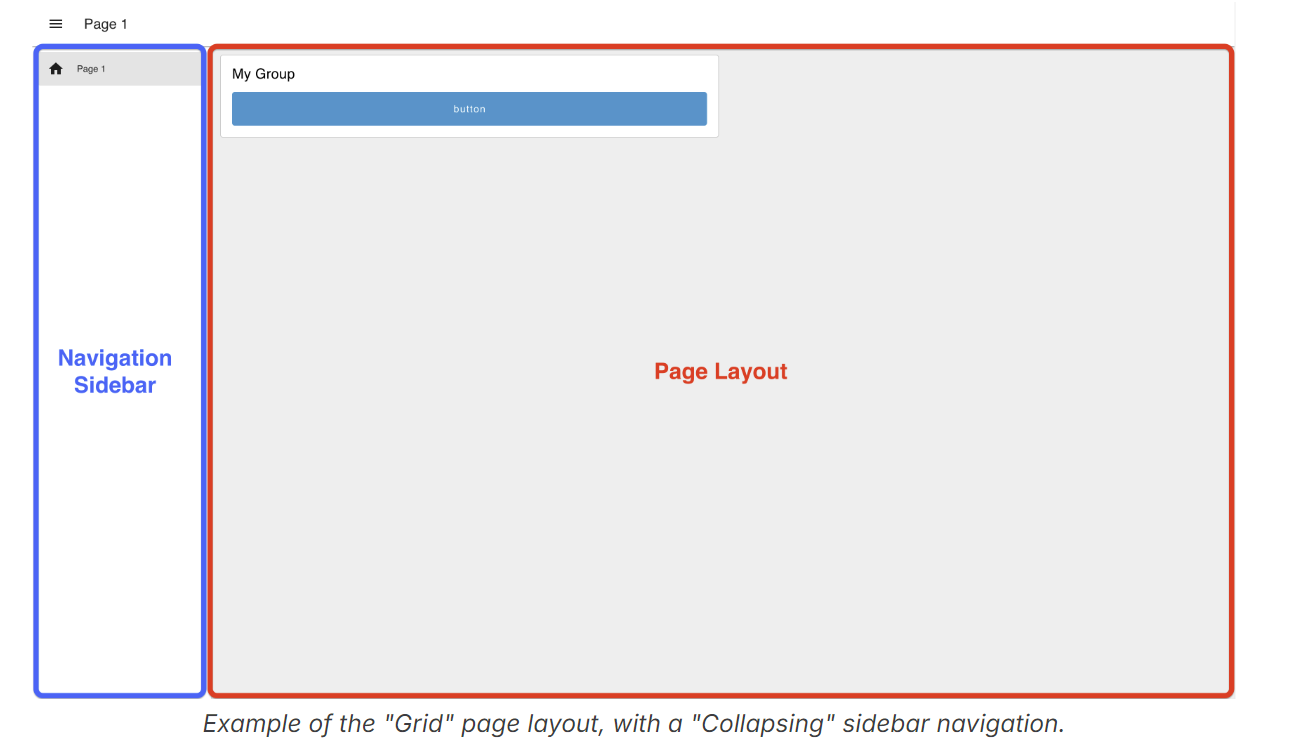 Page 1
Page 1
My Group
button
Navigation
Sidebar
Page Layout
Example of the "Grid" page layout, with a "Collapsing" sidebar navigation.